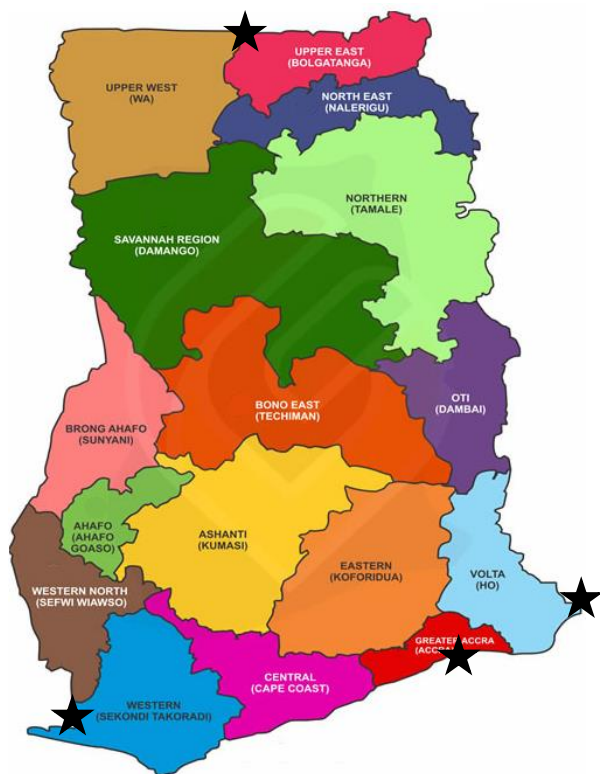 UPPER EAST
(BOLGATANGA)
UPPER WEST
(WA)
NORTH EAST
(NALERIGU)
NORTHERN
(TAMALE)
SAVANNAH REGION
(DAMANGO)
OTI
(DAMBAI)
BONO EAST
(TECHIMAN)
BRONG AHAFO
(SUNYANI)
AHAFO
(AHAFO
GOASO)
ASHANTI
(KUMASI)
EASTERN
(KOFORIDUA)
VOLTA
(HO)
WESTERN NORTH
(SEFWI WIAWSO)
GREATER ACCRA
(ACCRA)
CENTRAL
(CAPE COAST)
WESTERN
(SEKONDI TAKORADI)